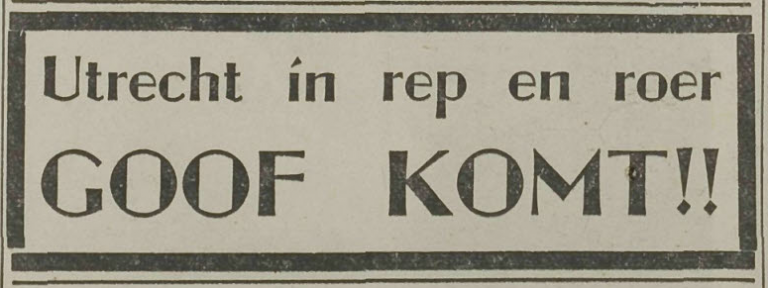 Utrecht in rep en roer
GOOF KOMT!!